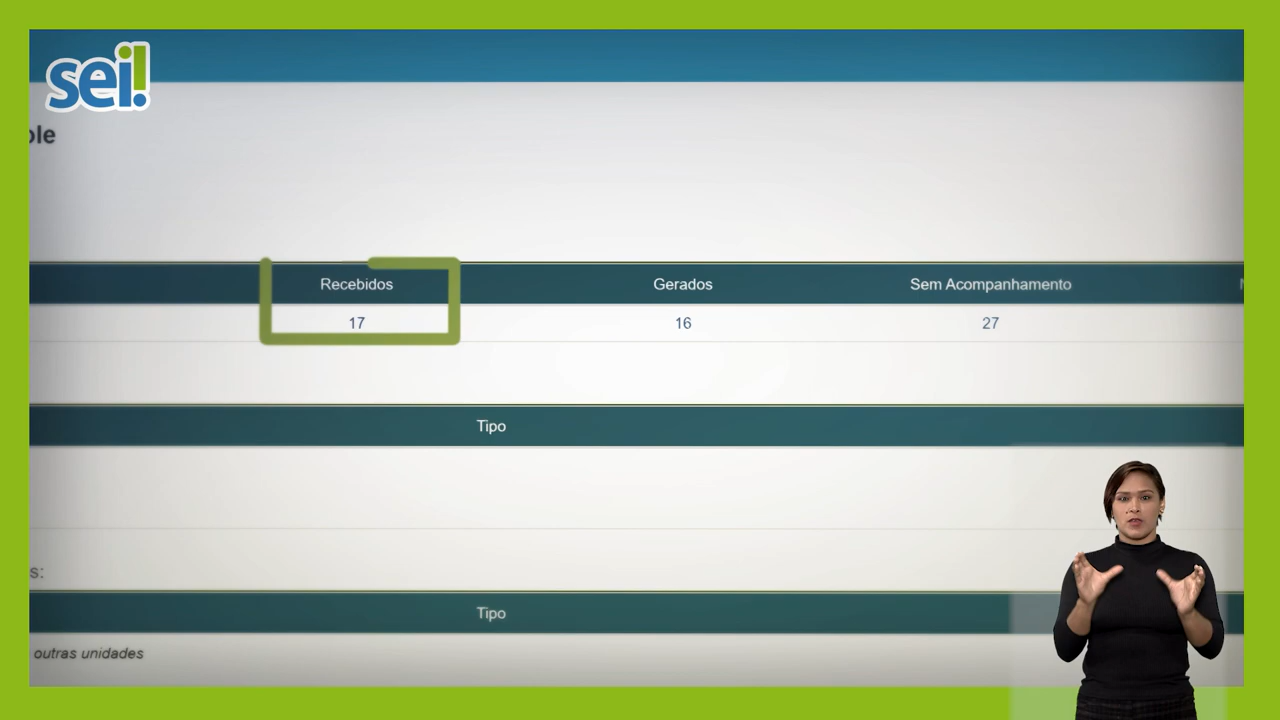 sei!
ole
Recebidos Gerados Sem Acompanhamento
17 16 27
Tipo
s:
Tipo
outras unidades